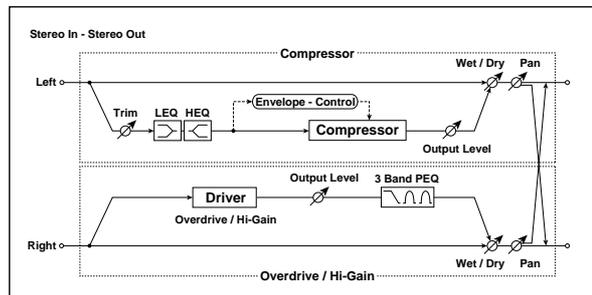 Stereo In - Stereo Out
Compressor
Wet / Dry
Pan
Left
Envelope - Control
Trim
LEQ
HEQ
Compressor
Output Level
Output Level
3 Band PEQ
Driver
Overdrive / Hi-Gain
Right
Wet / Dry
Pan
Overdrive / Hi-Gain